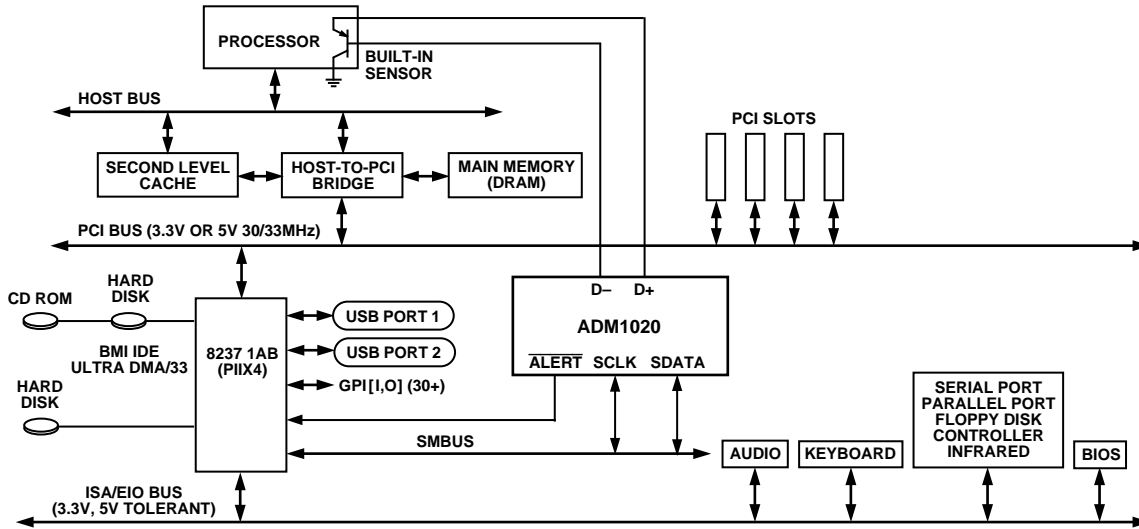 PROCESSOR
BUILT-IN
SENSOR
HOST BUS
SECOND LEVEL
CACHE
HOST-TO-PCI
BRIDGE
MAIN MEMORY
(DRAM)
PCI SLOTS
PCI BUS (3.3V OR 5V 30/33MHz)
CD ROM
HARD
DISK
BMI IDE
ULTRA DMA/33
HARD
DISK
8237 1AB
(PIIX4)
USB PORT 1
USB PORT 2
GPI[I,O] (30+)
D– D+
ADM1020
ALERT SCLK SDATA
SMBUS
AUDIO
KEYBOARD
SERIAL PORT
PARALLEL PORT
FLOPPY DISK
CONTROLLER
INFRARED
BIOS
ISA/EIO BUS
(3.3V, 5V TOLERANT)